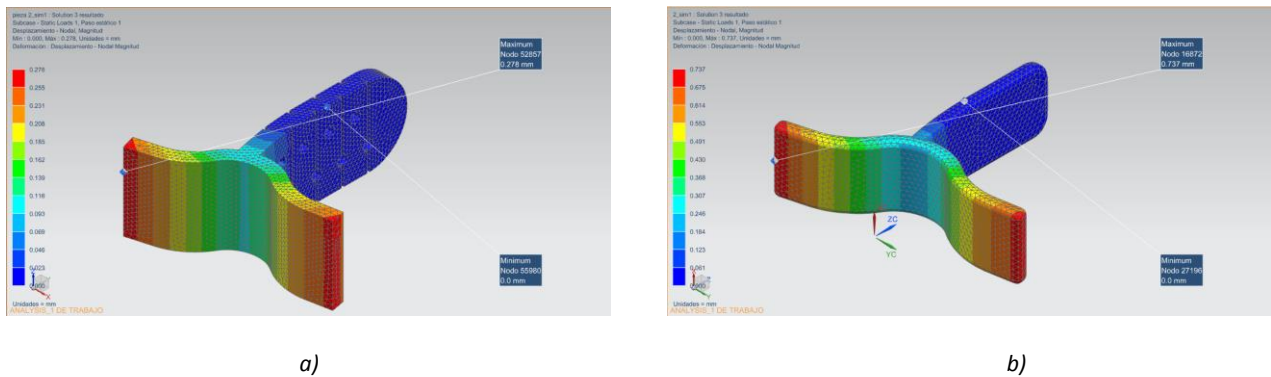 pieza 2_sim1 : Solution 3 resultado
Subcase - Static Loads 1, Paso estático 1
Desplazamiento - Nodal, Magnitud
Min : 0.000, Máx : 0.278, Unidades = mm
Deformación : Desplazamiento - Nodal Magnitud
Maximum
Nodo 52857
0.278 mm
0.278
0.255
0.231
0.208
0.185
0.162
0.139
0.116
0.093
0.069
0.046
0.023
0.000
X
Minimum
Nodo 55980
0.0 mm
Unidades = mm
ANALYSIS_1 DE TRABAJO
2_sim1 : Solution 3 resultado
Subcase - Static Loads 1, Paso estático 1
Desplazamiento - Nodal, Magnitud
Min : 0.000, Máx : 0.737, Unidades = mm
Deformación : Desplazamiento - Nodal Magnitud
Maximum
Nodo 16872
0.737 mm
0.737
0.675
0.614
0.553
0.491
0.430
0.368
0.307
0.246
0.184
0.123
0.061
0.000
ZC
YC
Y
Minimum
Nodo 27196
0.0 mm
Unidades = mm
ANALYSIS_1 DE TRABAJO
a)
b)